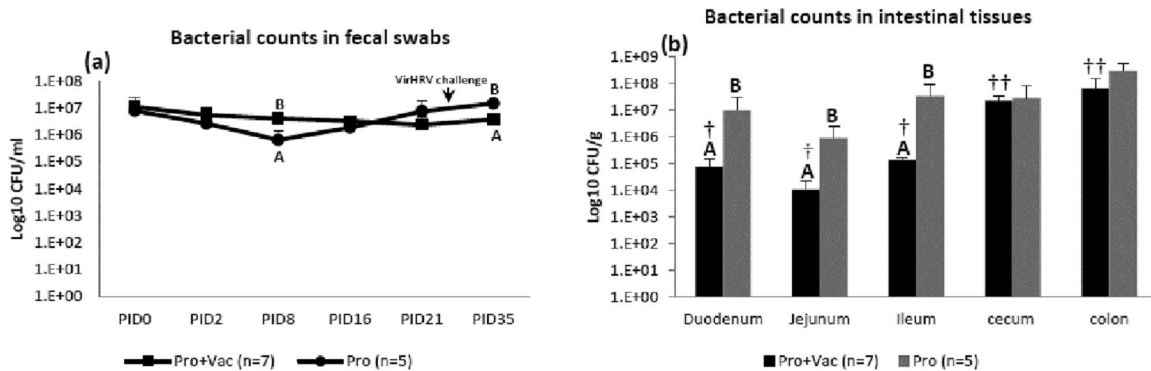 Bacterial counts in fecal swabs
(a)
VirHRV challenge
Log10 CFU/ml
1.E+08
1.E+07
1.E+06
1.E+05
1.E+04
1.E+03
1.E+02
1.E+01
1.E+00
B
A
B
A
PID0 PID2 PID8 PID16 PID21 PID35
Pro+Vac (n=7) Pro (n=5)
Bacterial counts in intestinal tissues
(b)
Log10 CFU/g
1.E+09
1.E+08
1.E+07
1.E+06
1.E+05
1.E+04
1.E+03
1.E+02
1.E+01
1.E+00
†
A
B
†
A
B
†
A
B
††
††
Duodenum Jejunum Ileum cecum colon
Pro+Vac (n=7) Pro (n=5)